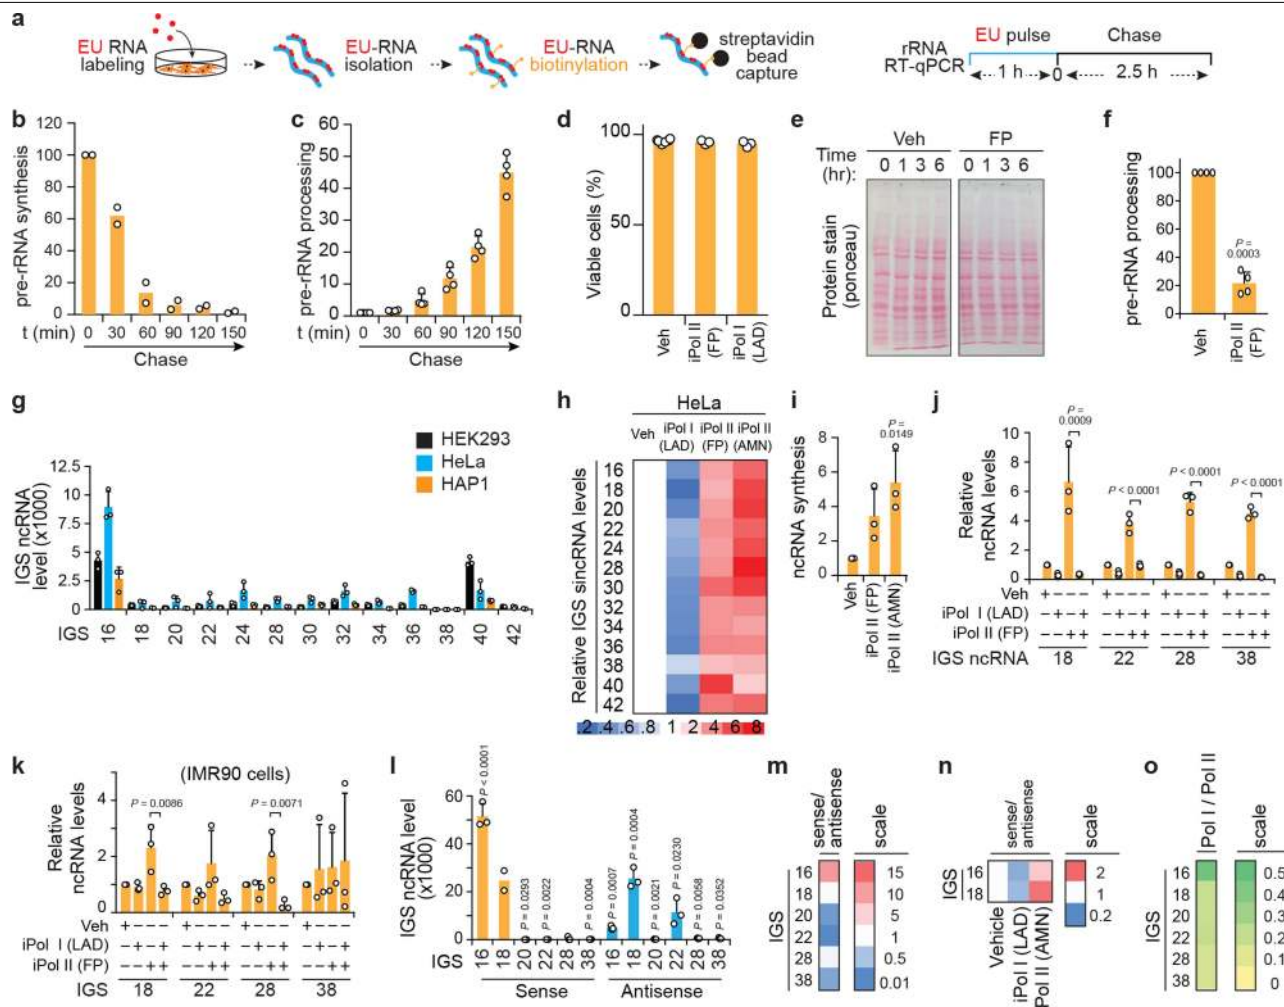 a
EU RNA
labeling
EU-RNA
isolation
EU-RNA
biotinylation
streptavidin
bead
capture
rRNA
RT-qPCR
EU pulse
Chase
1 h
0
2.5 h
b
pre-rRNA synthesis
120
100
80
60
40
20
0
t (min)
0 30 60 90 120 150
Chase
c
pre-rRNA processing
60
50
40
30
20
10
0
t (min)
0 30 60 90 120 150
Chase
d
Viable cells (%)
100
50
0
Veh
iPol II
(FP)
iPol I
(LAD)
e
Veh FP
Time
(hr):
0 1 3 6 0 1 3 6
Protein stain
(ponceau)
f
pre-rRNA processing
120
100
80
60
40
20
0
P =
0.0003
Veh
iPol II
(FP)
g
HEK293
HeLa
HAP1
IGS ncRNA
level (x1000)
12.5
10
7.5
5
2.5
0
IGS
16 18 20 22 24 28 30 32 34 36 38 40 42
h
HeLa
Veh
iPol I
(LAD)
iPol II
(FP)
iPol II
(AMN)
Relative IGS sincRNA levels
16
18
20
22
24
28
30
32
34
36
38
40
42
.2 .4 .6 .8 1 2 4 6 8
i
ncRNA synthesis
8
6
4
2
0
P =
0.0149
Veh
iPol II (FP)
iPol II (AMN)
j
Relative
ncRNA levels
10
8
6
4
2
0
P =
0.0009
P < 0.0001
P < 0.0001
P < 0.0001
Veh + – – – + – – – + – – – + – – –
iPol I (LAD) – + – + – + – + – + – + – + – +
iPol II (FP) – – + + – – + + – – + + – – + +
IGS ncRNA 18 22 28 38
k
(IMR90 cells)
Relative
ncRNA levels
4
2
1
0
P = 0.0086
P = 0.0071
Veh + – – – + – – – + – – – + – – –
iPol I (LAD) – + – + – + – + – + – + – + – +
iPol II (FP) – – + + – – + + – – + + – – + +
IGS 18 22 28 38
l
IGS ncRNA level
(x1000)
60
40
20
0
P < 0.0001
P = 0.0293
P = 0.0022
P = 0.0004
P = 0.0007
P = 0.0004
P = 0.0021
P = 0.0230
P = 0.0058
P = 0.0352
IGS
16 18 20 22 28 38 16 18 20 22 28 38
Sense Antisense
m
sense/
antisense
scale
IGS
16
18
20
22
28
38
15
10
5
1
0.5
0.01
n
sense/
antisense
scale
IGS
16
18
Vehicle
iPol I (LAD)
Pol II (AMN)
2
1
0.2
o
iPol I / Pol II
scale
IGS
16
18
20
22
28
38
0.5
0.4
0.3
0.2
0.1
0